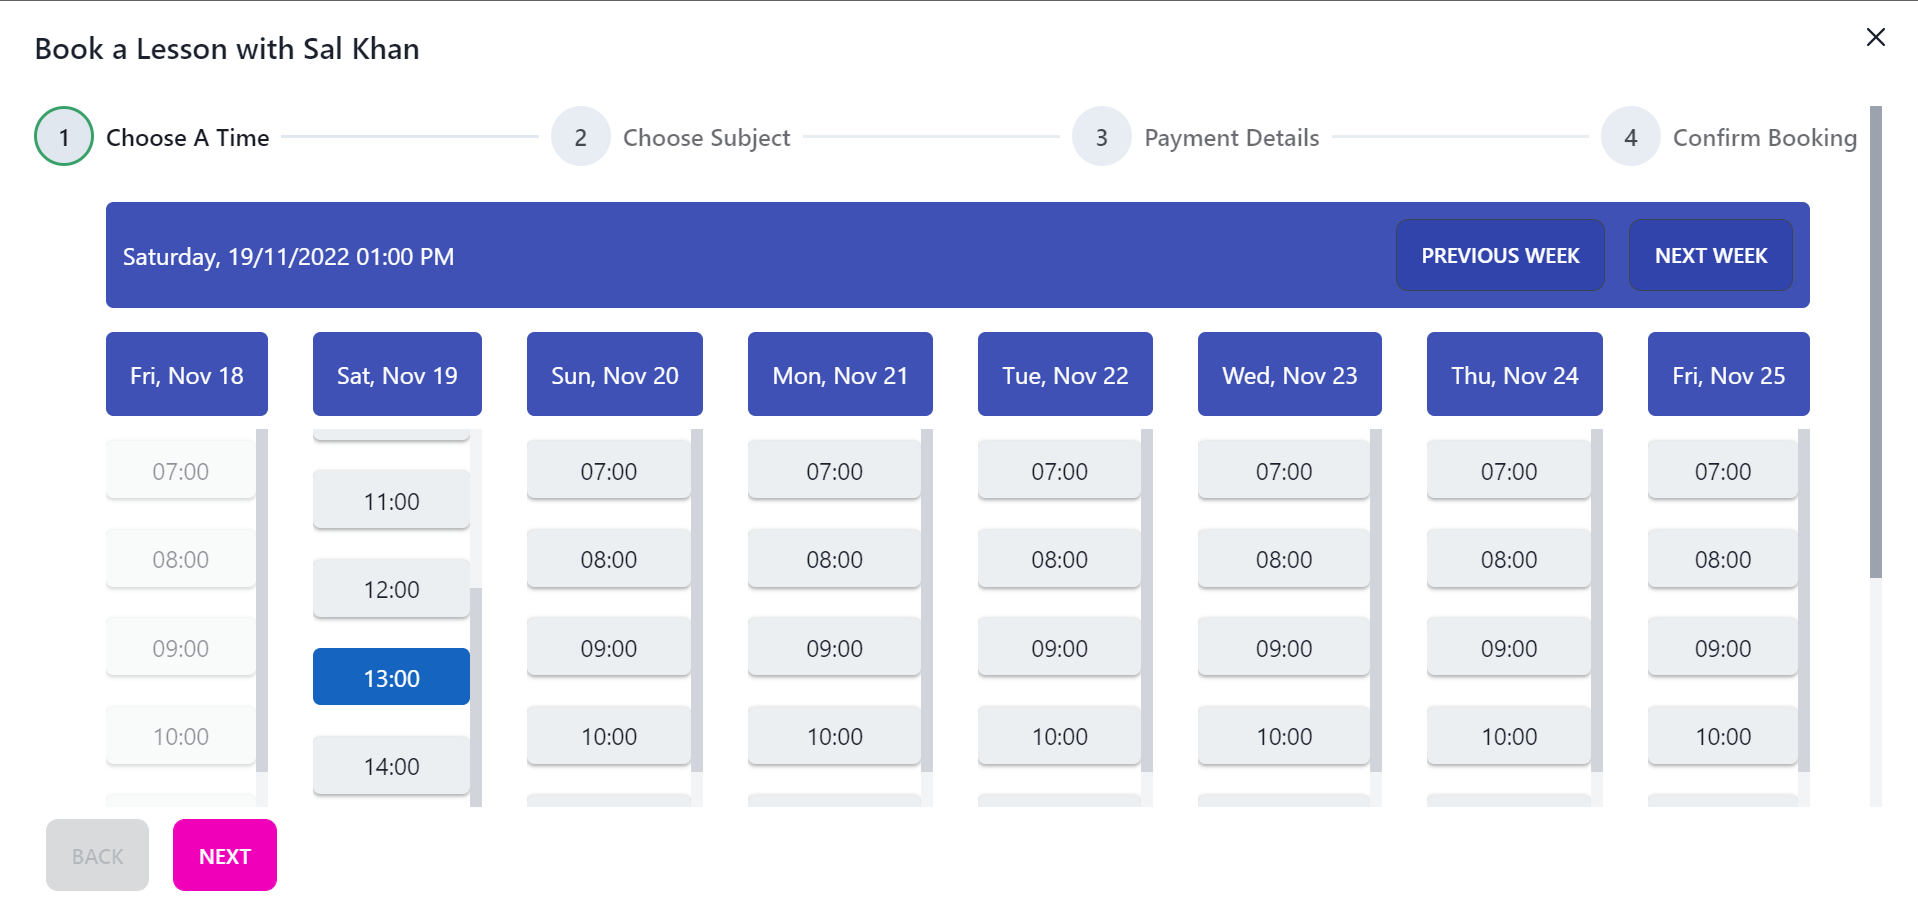 Book a Lesson with Sal Khan
1 Choose A Time 2 Choose Subject 3 Payment Details 4 Confirm Booking
Saturday, 19/11/2022 01:00 PM PREVIOUS WEEK NEXT WEEK
Fri, Nov 18 Sat, Nov 19 Sun, Nov 20 Mon, Nov 21 Tue, Nov 22 Wed, Nov 23 Thu, Nov 24 Fri, Nov 25
07:00 11:00 07:00 07:00 07:00 07:00 07:00 07:00
08:00 12:00 08:00 08:00 08:00 08:00 08:00 08:00
09:00 13:00 09:00 09:00 09:00 09:00 09:00 09:00
10:00 14:00 10:00 10:00 10:00 10:00 10:00 10:00
BACK NEXT